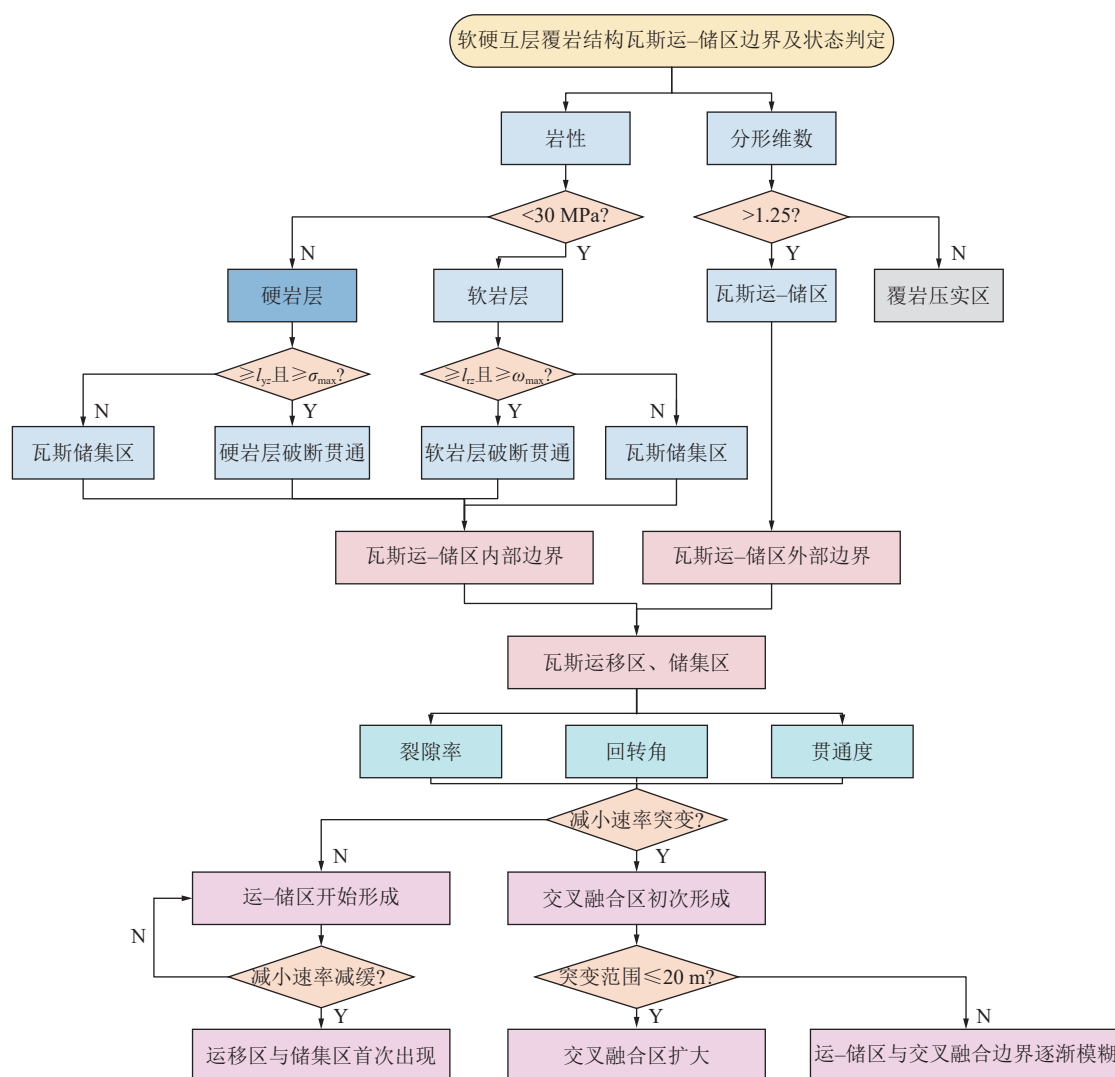 软硬互层覆岩结构瓦斯运–储区边界及状态判定
岩性
分形维数
<30 MPa?
>1.25?
N
Y
Y
N
硬岩层
软岩层
瓦斯运–储区
覆岩压实区
≥l_yz且≥σ_max?
≥l_rz且≥ω_max?
N
Y
Y
N
瓦斯储集区
硬岩层破断贯通
软岩层破断贯通
瓦斯储集区
瓦斯运–储区内部边界
瓦斯运–储区外部边界
瓦斯运移区、储集区
裂隙率
回转角
贯通度
减小速率突变?
N
Y
运–储区开始形成
交叉融合区初次形成
N
减小速率减缓?
突变范围≤20 m?
Y
Y
N
运移区与储集区首次出现
交叉融合区扩大
运–储区与交叉融合边界逐渐模糊